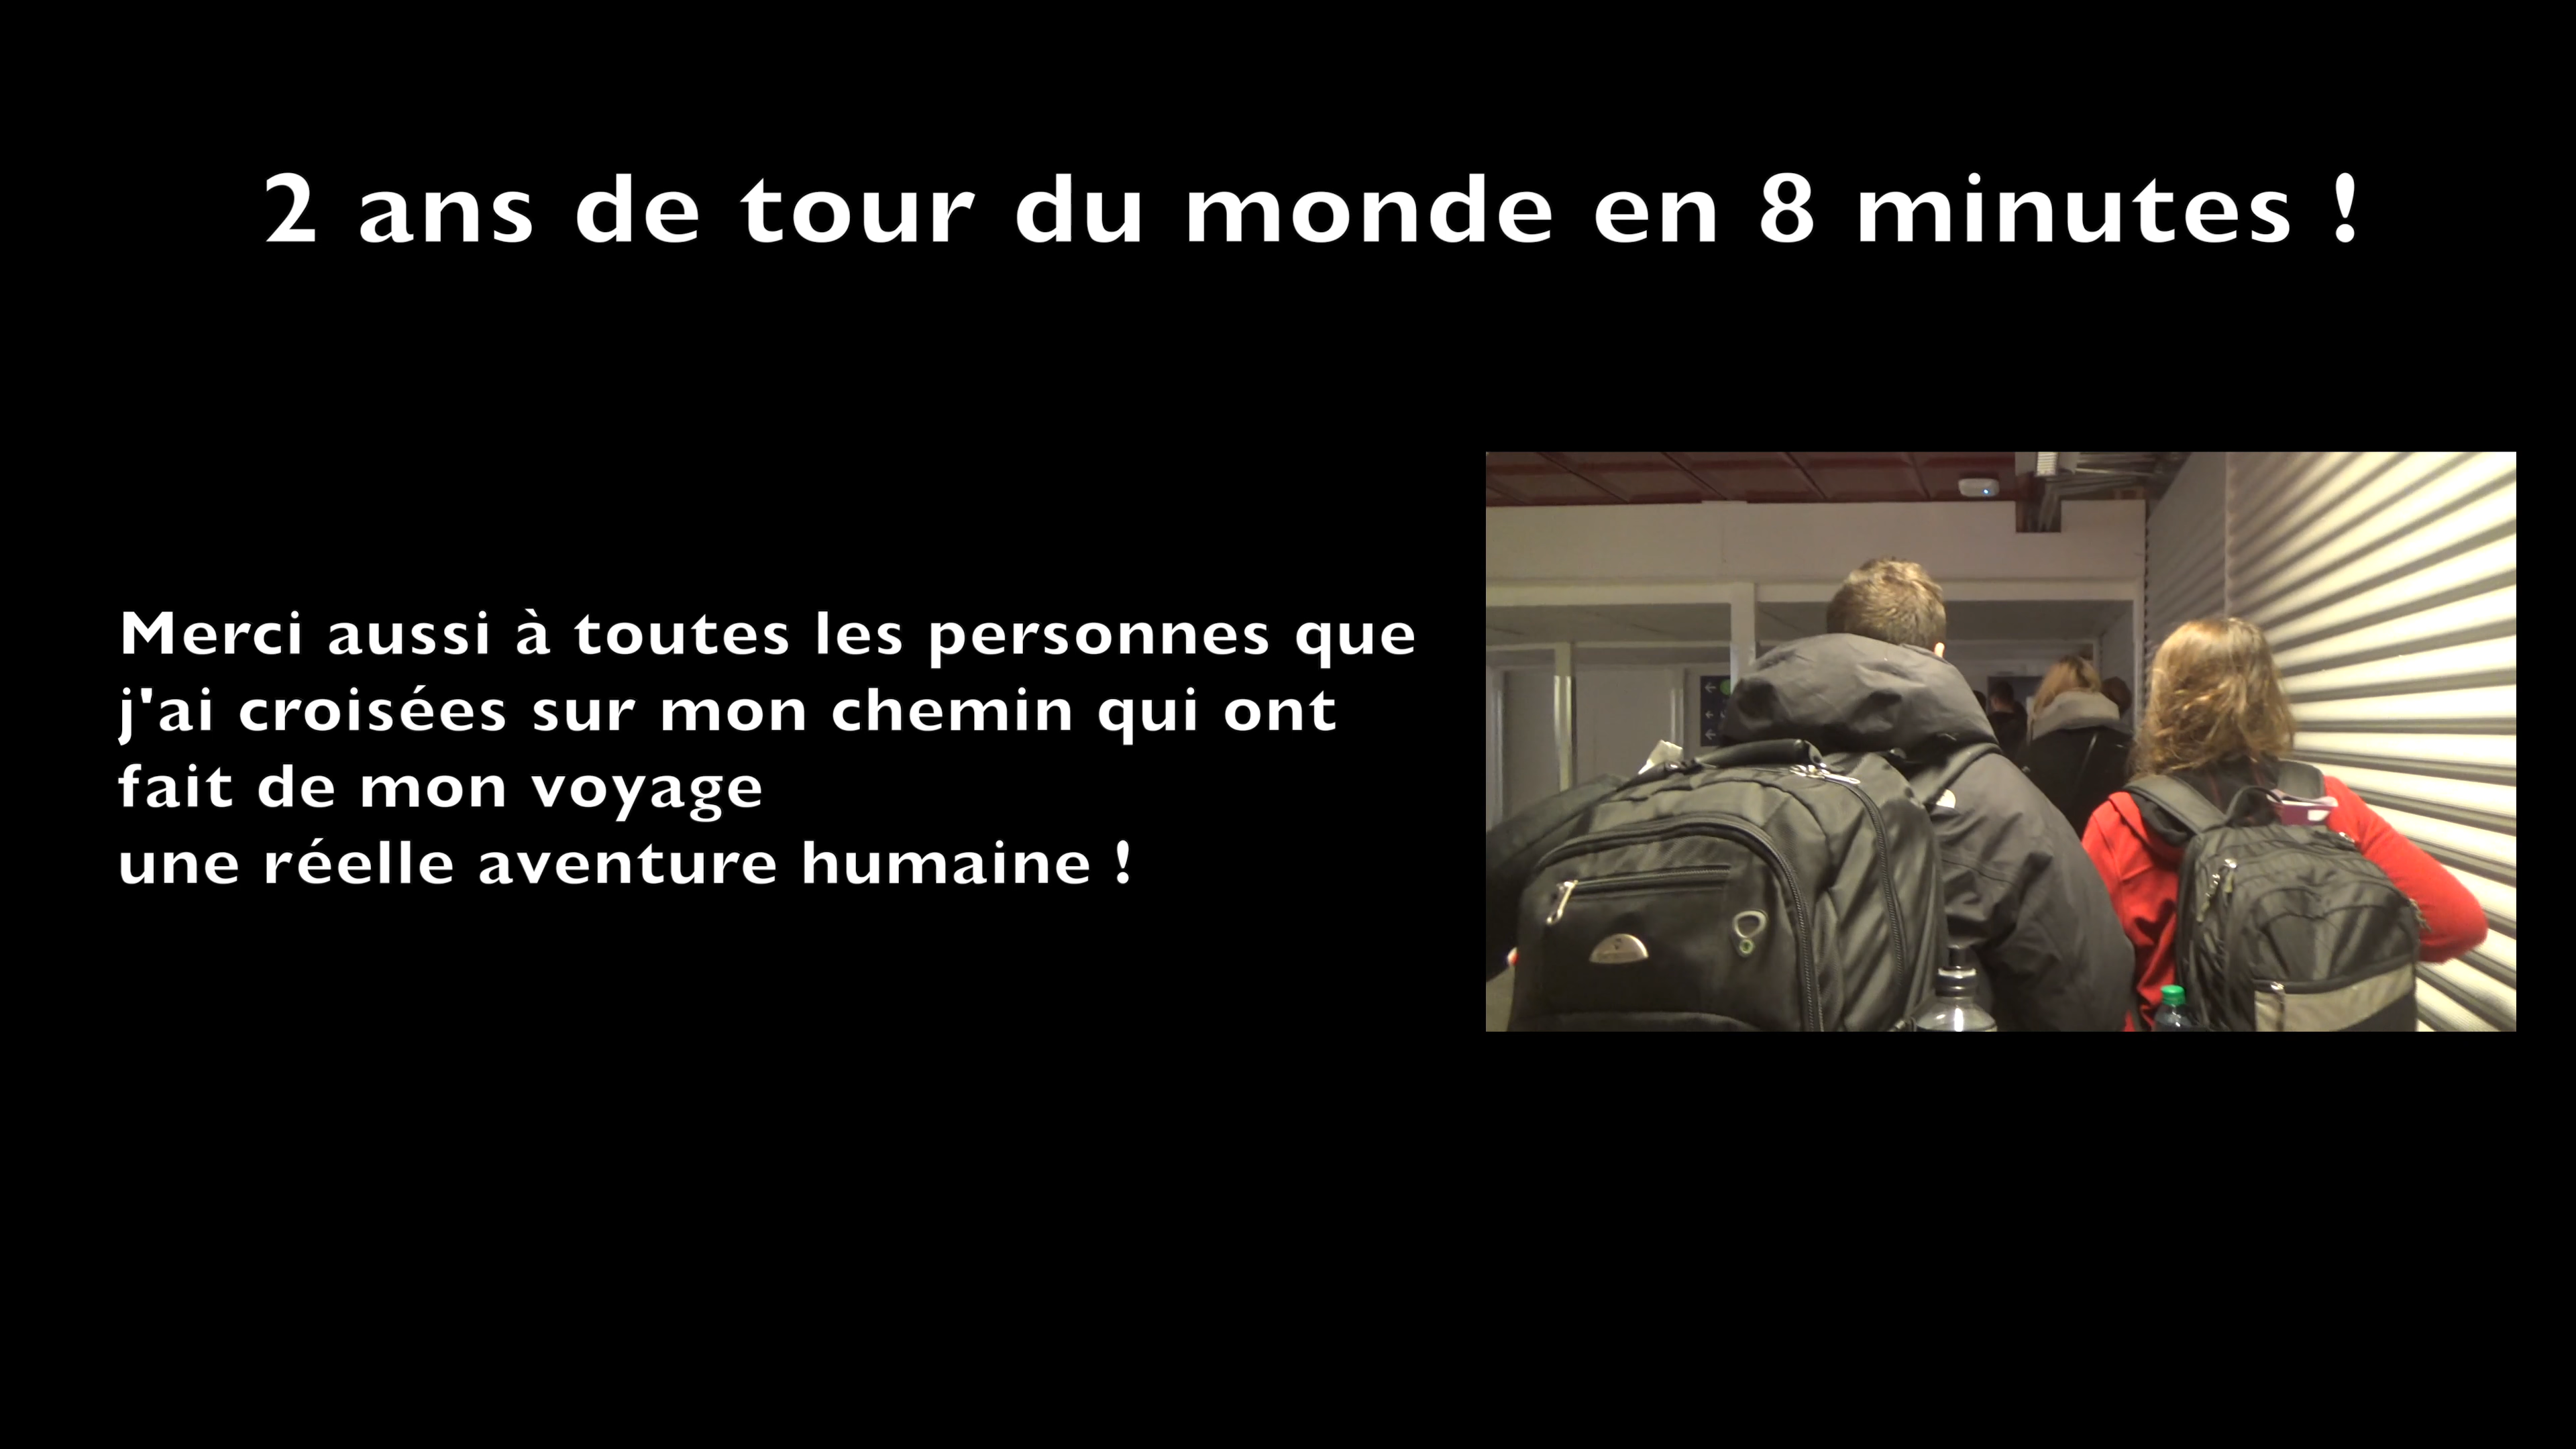 2 ans de tour du monde en 8 minutes !
Merci aussi à toutes les personnes que
j'ai croisées sur mon chemin qui ont
fait de mon voyage
une réelle aventure humaine !